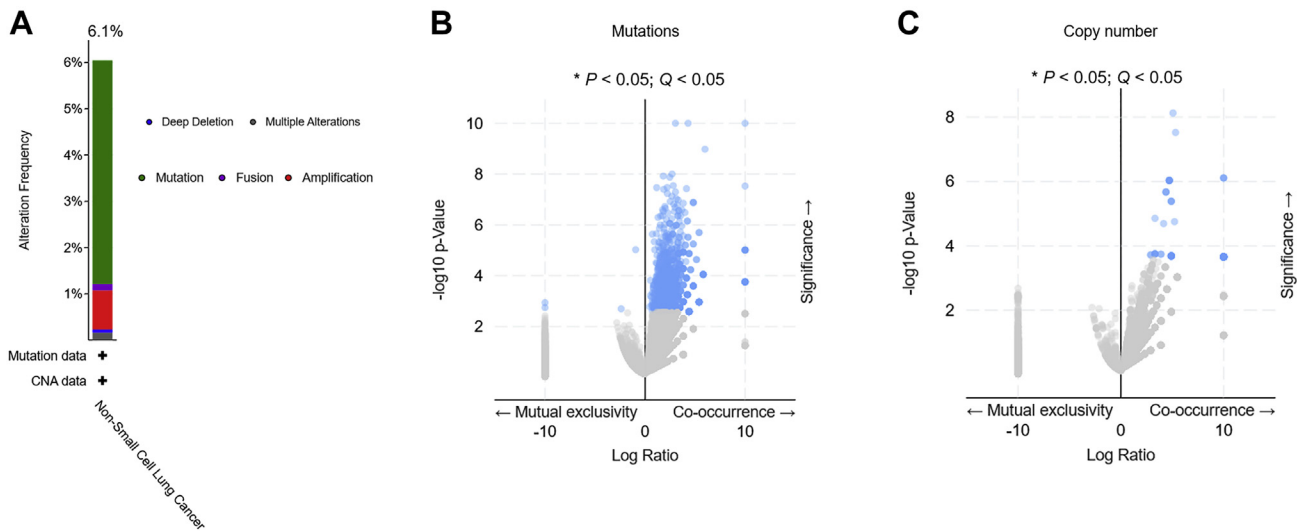 A
6.1%
6%
5%
4%
3%
2%
1%
Alteration Frequency
Deep Deletion
Multiple Alterations
Mutation
Fusion
Amplification
Mutation data +
CNA data +
Non-Small Cell Lung Cancer
B
Mutations
* P < 0.05; Q < 0.05
10
8
6
4
2
-log10 p-Value
Significance →
← Mutual exclusivity
Co-occurrence →
-10
0
10
Log Ratio
C
Copy number
* P < 0.05; Q < 0.05
8
6
4
2
-log10 p-Value
Significance →
← Mutual exclusivity
Co-occurrence →
-10
0
10
Log Ratio